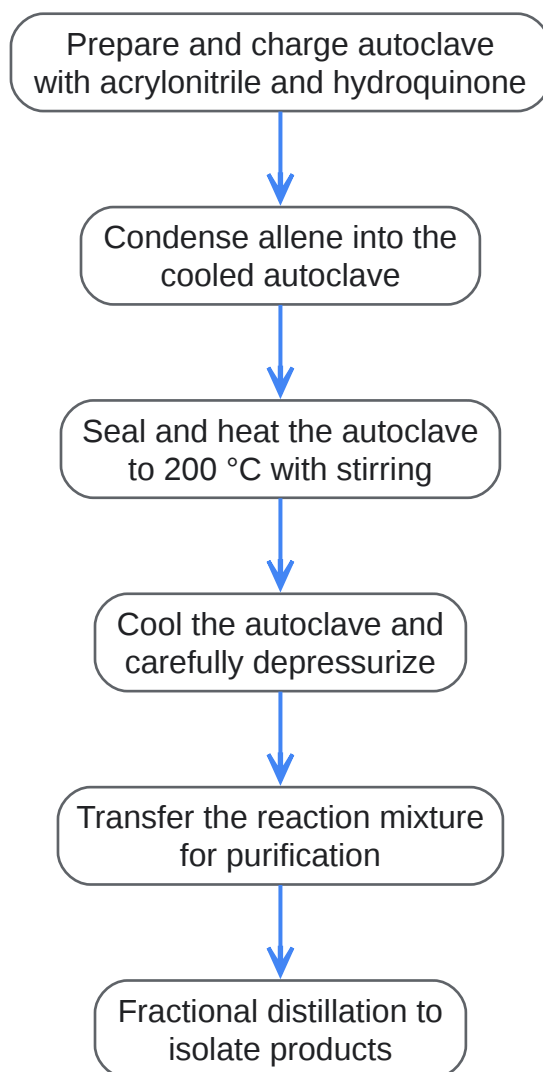 Prepare and charge autoclave
with acrylonitrile and hydroquinone
Condense allene into the
cooled autoclave
Seal and heat the autoclave
to 200 °C with stirring
Cool the autoclave and
carefully depressurize
Transfer the reaction mixture
for purification
Fractional distillation to
isolate products